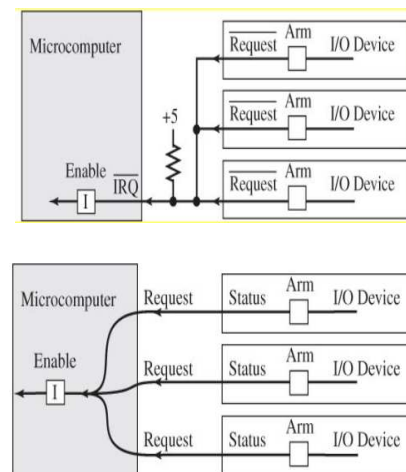 Microcomputer
Request Arm I/O Device
+5
Request Arm I/O Device
Enable
I
IRQ
Request Arm I/O Device
Microcomputer
Request Status Arm I/O Device
Enable
I
Request Status Arm I/O Device
Request Status Arm I/O Device